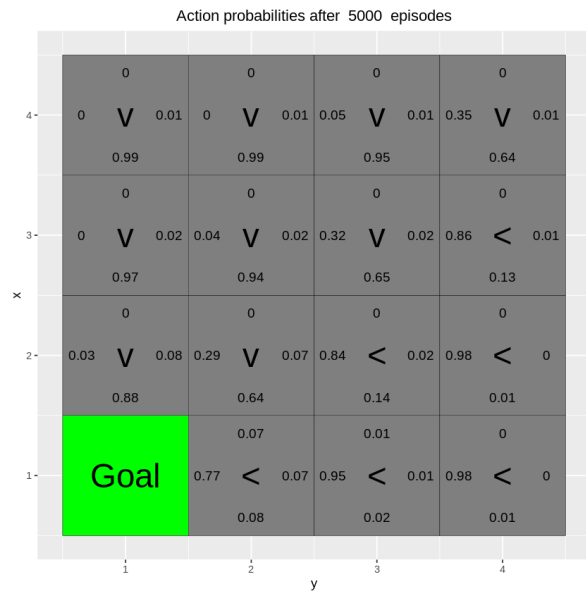 Action probabilities after 5000 episodes
0 0 0 0
4 0 V 0.01 0 V 0.01 0.05 V 0.01 0.35 V 0.01
0.99 0.99 0.95 0.64
0 0 0 0
3 0 V 0.02 0.04 V 0.02 0.32 V 0.02 0.86 < 0.01
0.97 0.94 0.65 0.13
x
0 0 0 0
2 0.03 V 0.08 0.29 V 0.07 0.84 < 0.02 0.98 < 0
0.88 0.64 0.14 0.01
0.07 0.01 0
1 Goal 0.77 < 0.07 0.95 < 0.01 0.98 < 0
0.08 0.02 0.01
1 2 3 4
y